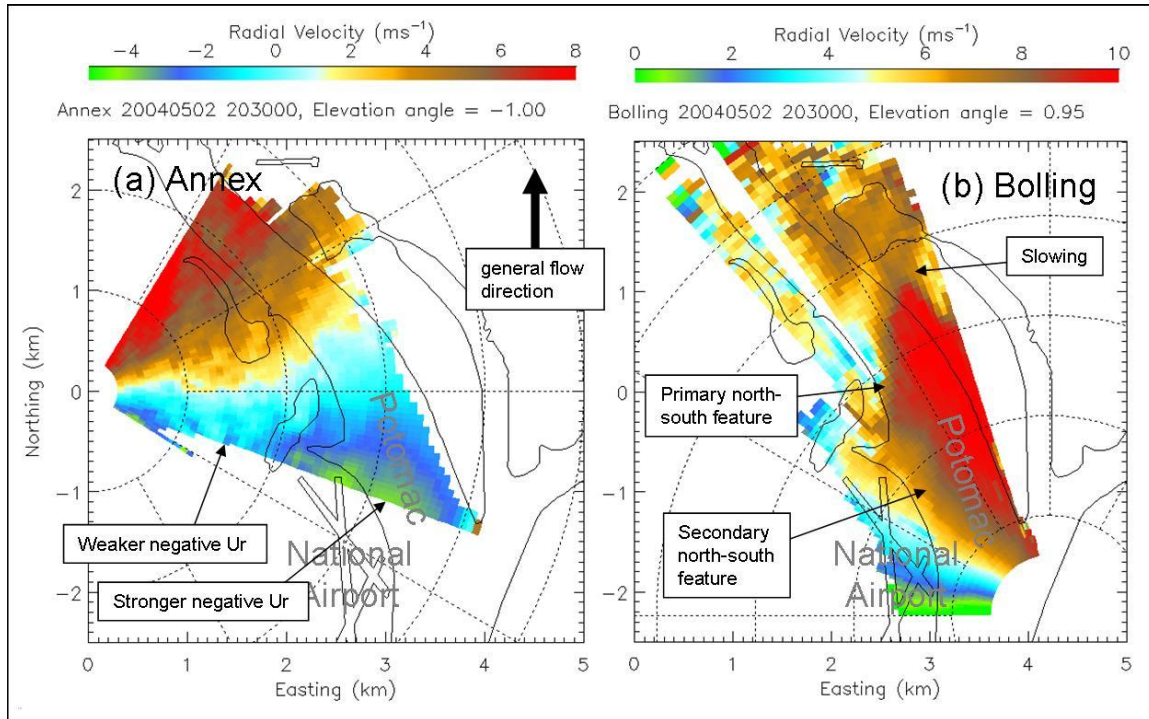 Radial Velocity (ms⁻¹)
-4 -2 0 2 4 6 8
Annex 20040502 203000, Elevation angle = -1.00
(a) Annex
general flow
direction
Weaker negative Ur
Stronger negative Ur
Potomac
National
Airport
Northing (km)
2
1
0
-1
-2
0 1 2 3 4 5
Easting (km)
Radial Velocity (ms⁻¹)
0 2 4 6 8 10
Bolling 20040502 203000, Elevation angle = 0.95
(b) Bolling
Slowing
Primary north-
south feature
Potomac
Secondary
north-south
feature
National
Airport
2
1
0
-1
-2
0 1 2 3 4 5
Easting (km)